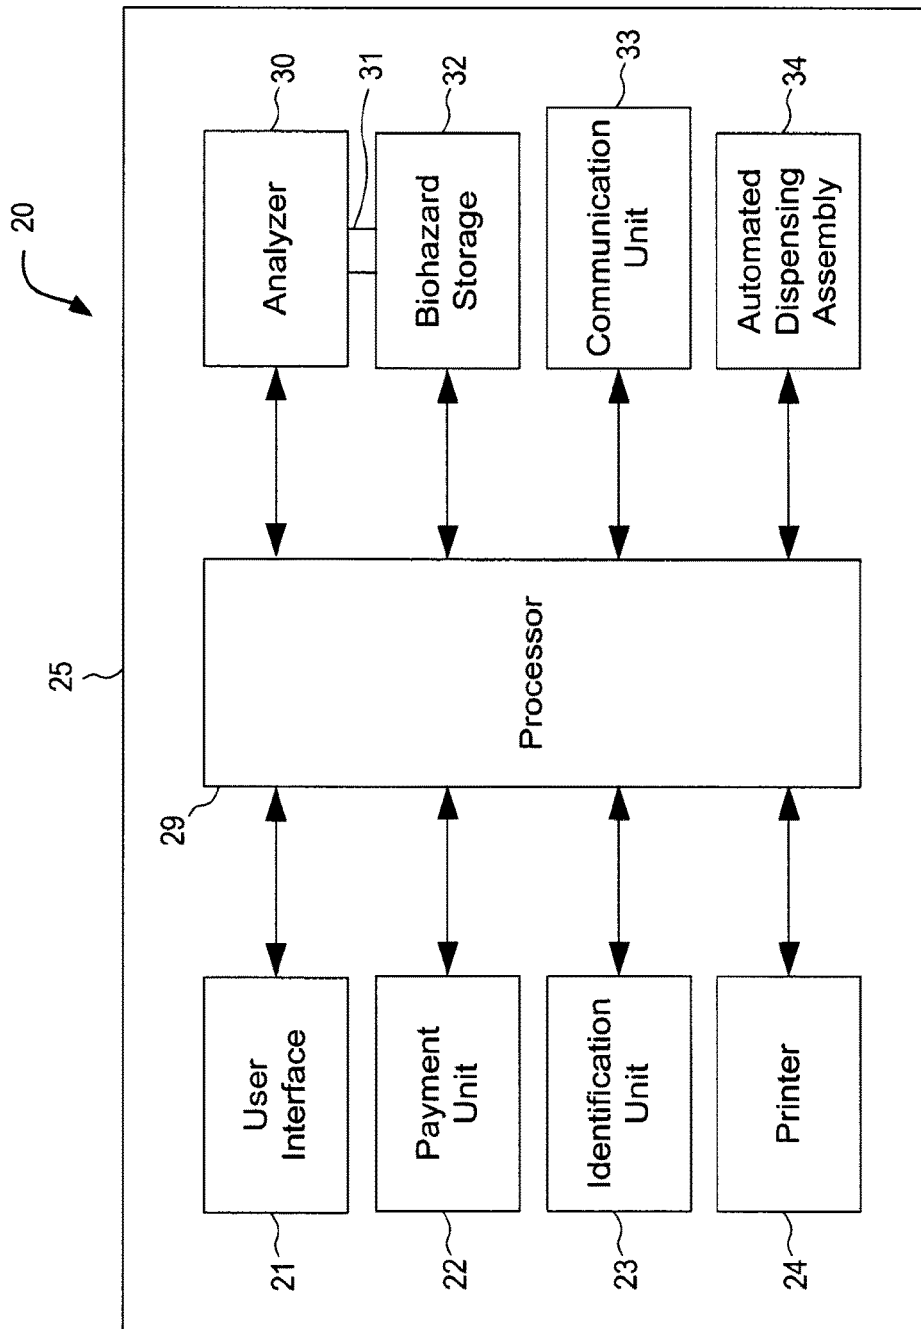 20
25
29
User
Interface
21
Payment
Unit
22
Identification
Unit
23
Printer
24
Processor
Analyzer
30
31
Biohazard
Storage
32
Communication
Unit
33
Automated
Dispensing
Assembly
34